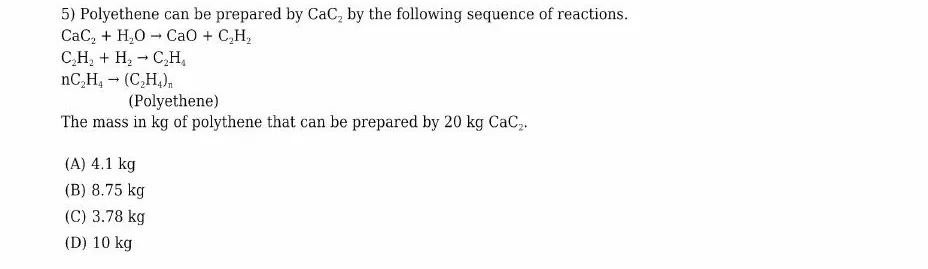 5) Polyethene can be prepared by CaC₂ by the following sequence of reactions.
CaC₂ + H₂O → CaO + C₂H₂
C₂H₂ + H₂ → C₂H₄
nC₂H₄ → (C₂H₄)ₙ
(Polyethene)
The mass in kg of polythene that can be prepared by 20 kg CaC₂.
(A) 4.1 kg
(B) 8.75 kg
(C) 3.78 kg
(D) 10 kg